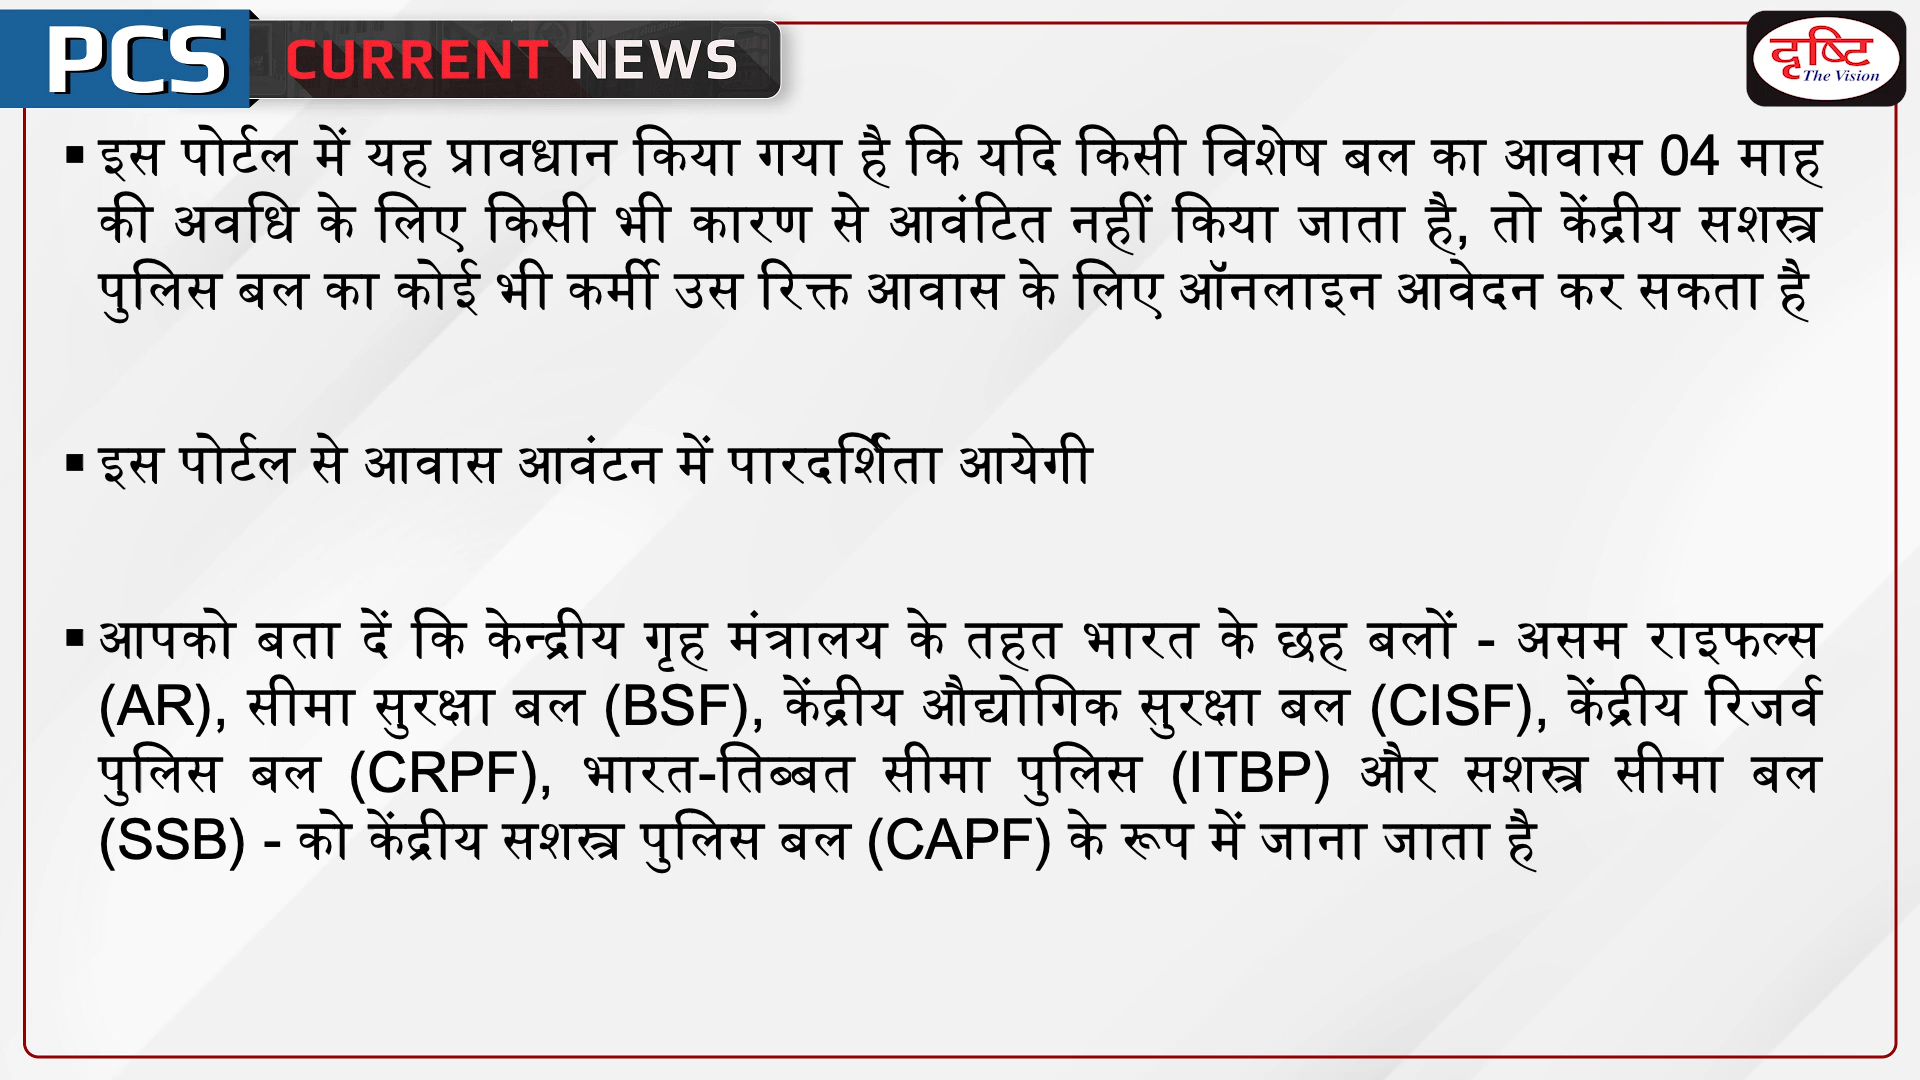 PCS CURRENT NEWS
दृष्टि
The Vision
▪ इस पोर्टल में यह प्रावधान किया गया है कि यदि किसी विशेष बल का आवास 04 माह
की अवधि के लिए किसी भी कारण से आवंटित नहीं किया जाता है, तो केंद्रीय सशस्त्र
पुलिस बल का कोई भी कर्मी उस रिक्त आवास के लिए ऑनलाइन आवेदन कर सकता है
▪ इस पोर्टल से आवास आवंटन में पारदर्शिता आयेगी
▪ आपको बता दें कि केन्द्रीय गृह मंत्रालय के तहत भारत के छह बलों - असम राइफल्स
(AR), सीमा सुरक्षा बल (BSF), केंद्रीय औद्योगिक सुरक्षा बल (CISF), केंद्रीय रिजर्व
पुलिस बल (CRPF), भारत-तिब्बत सीमा पुलिस (ITBP) और सशस्त्र सीमा बल
(SSB) - को केंद्रीय सशस्त्र पुलिस बल (CAPF) के रूप में जाना जाता है